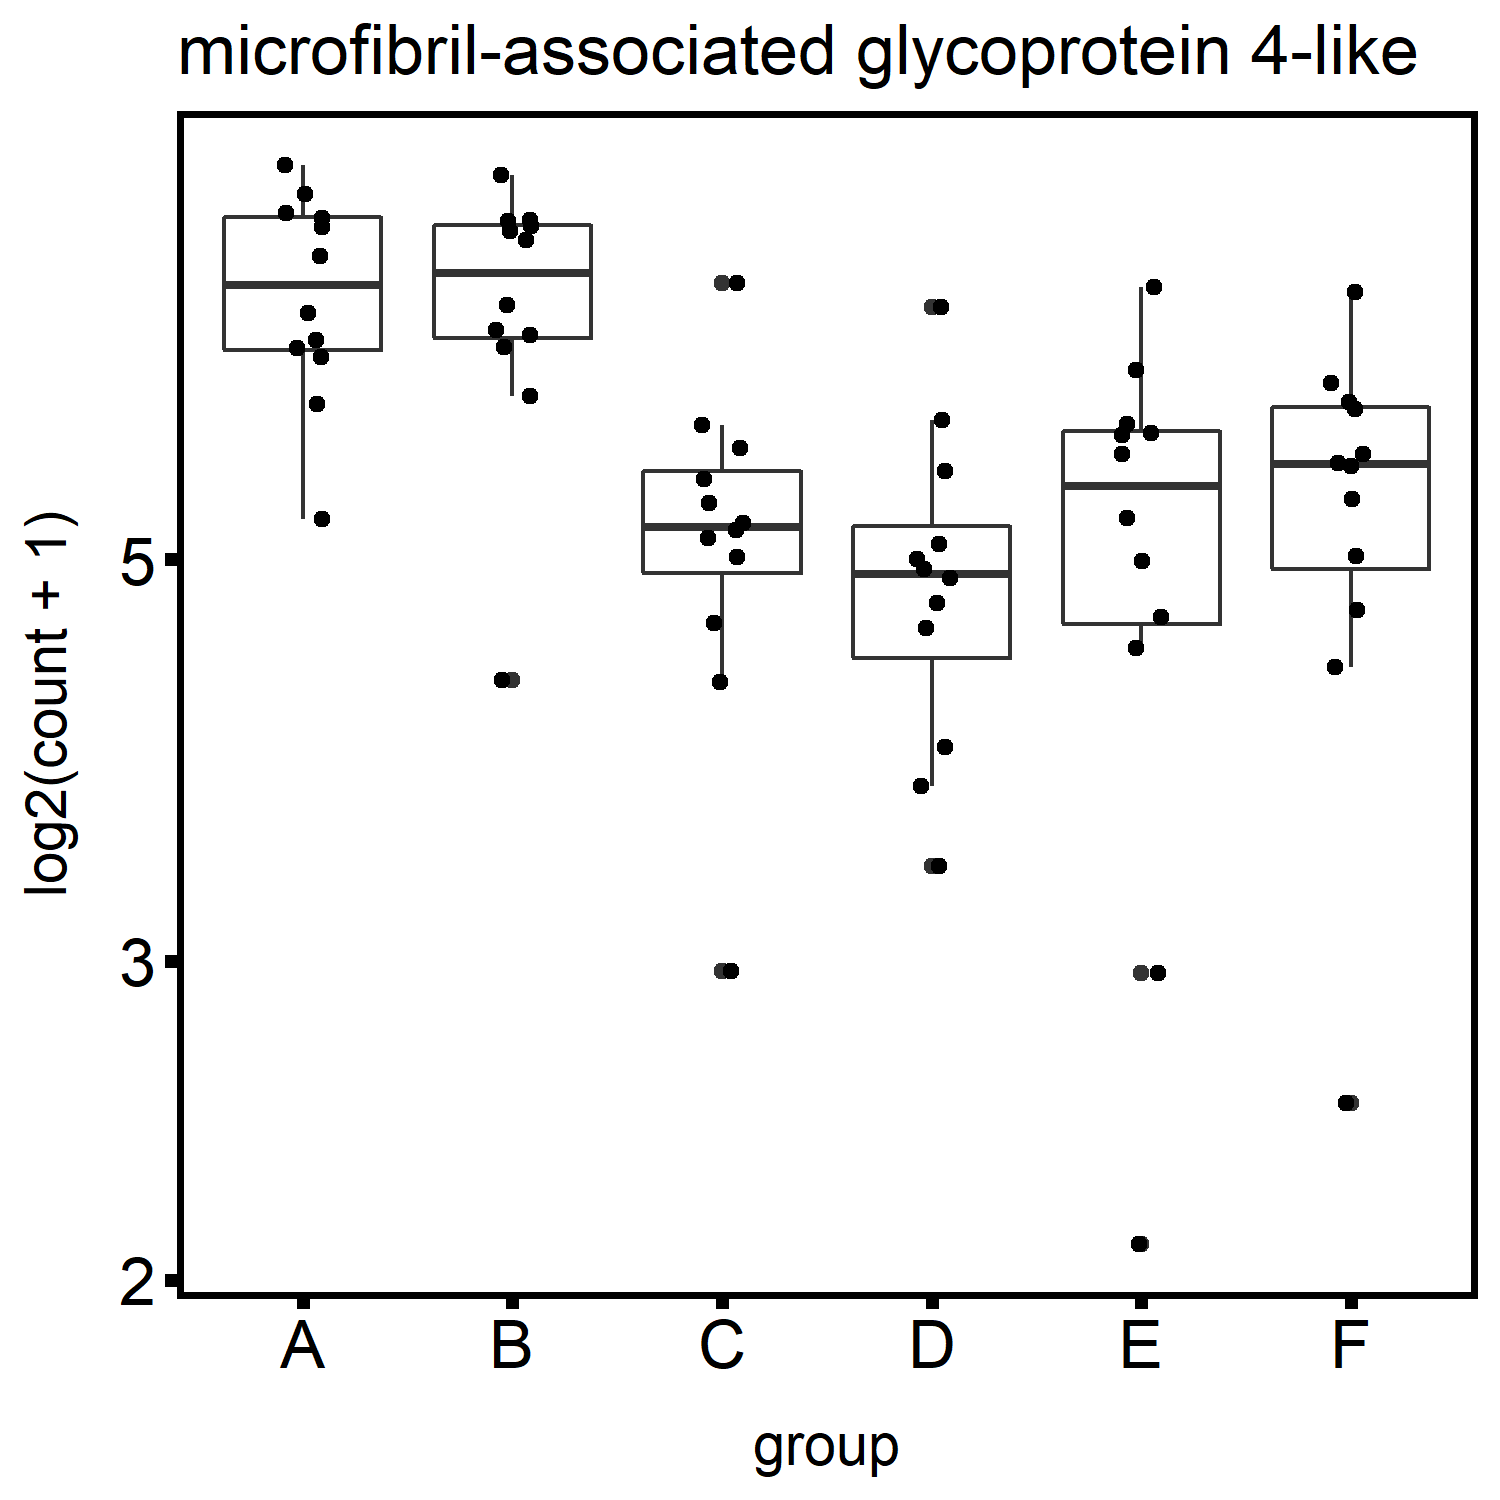 microfibril-associated glycoprotein 4-like
log2(count + 1)
5
3
2
A B C D E F
group